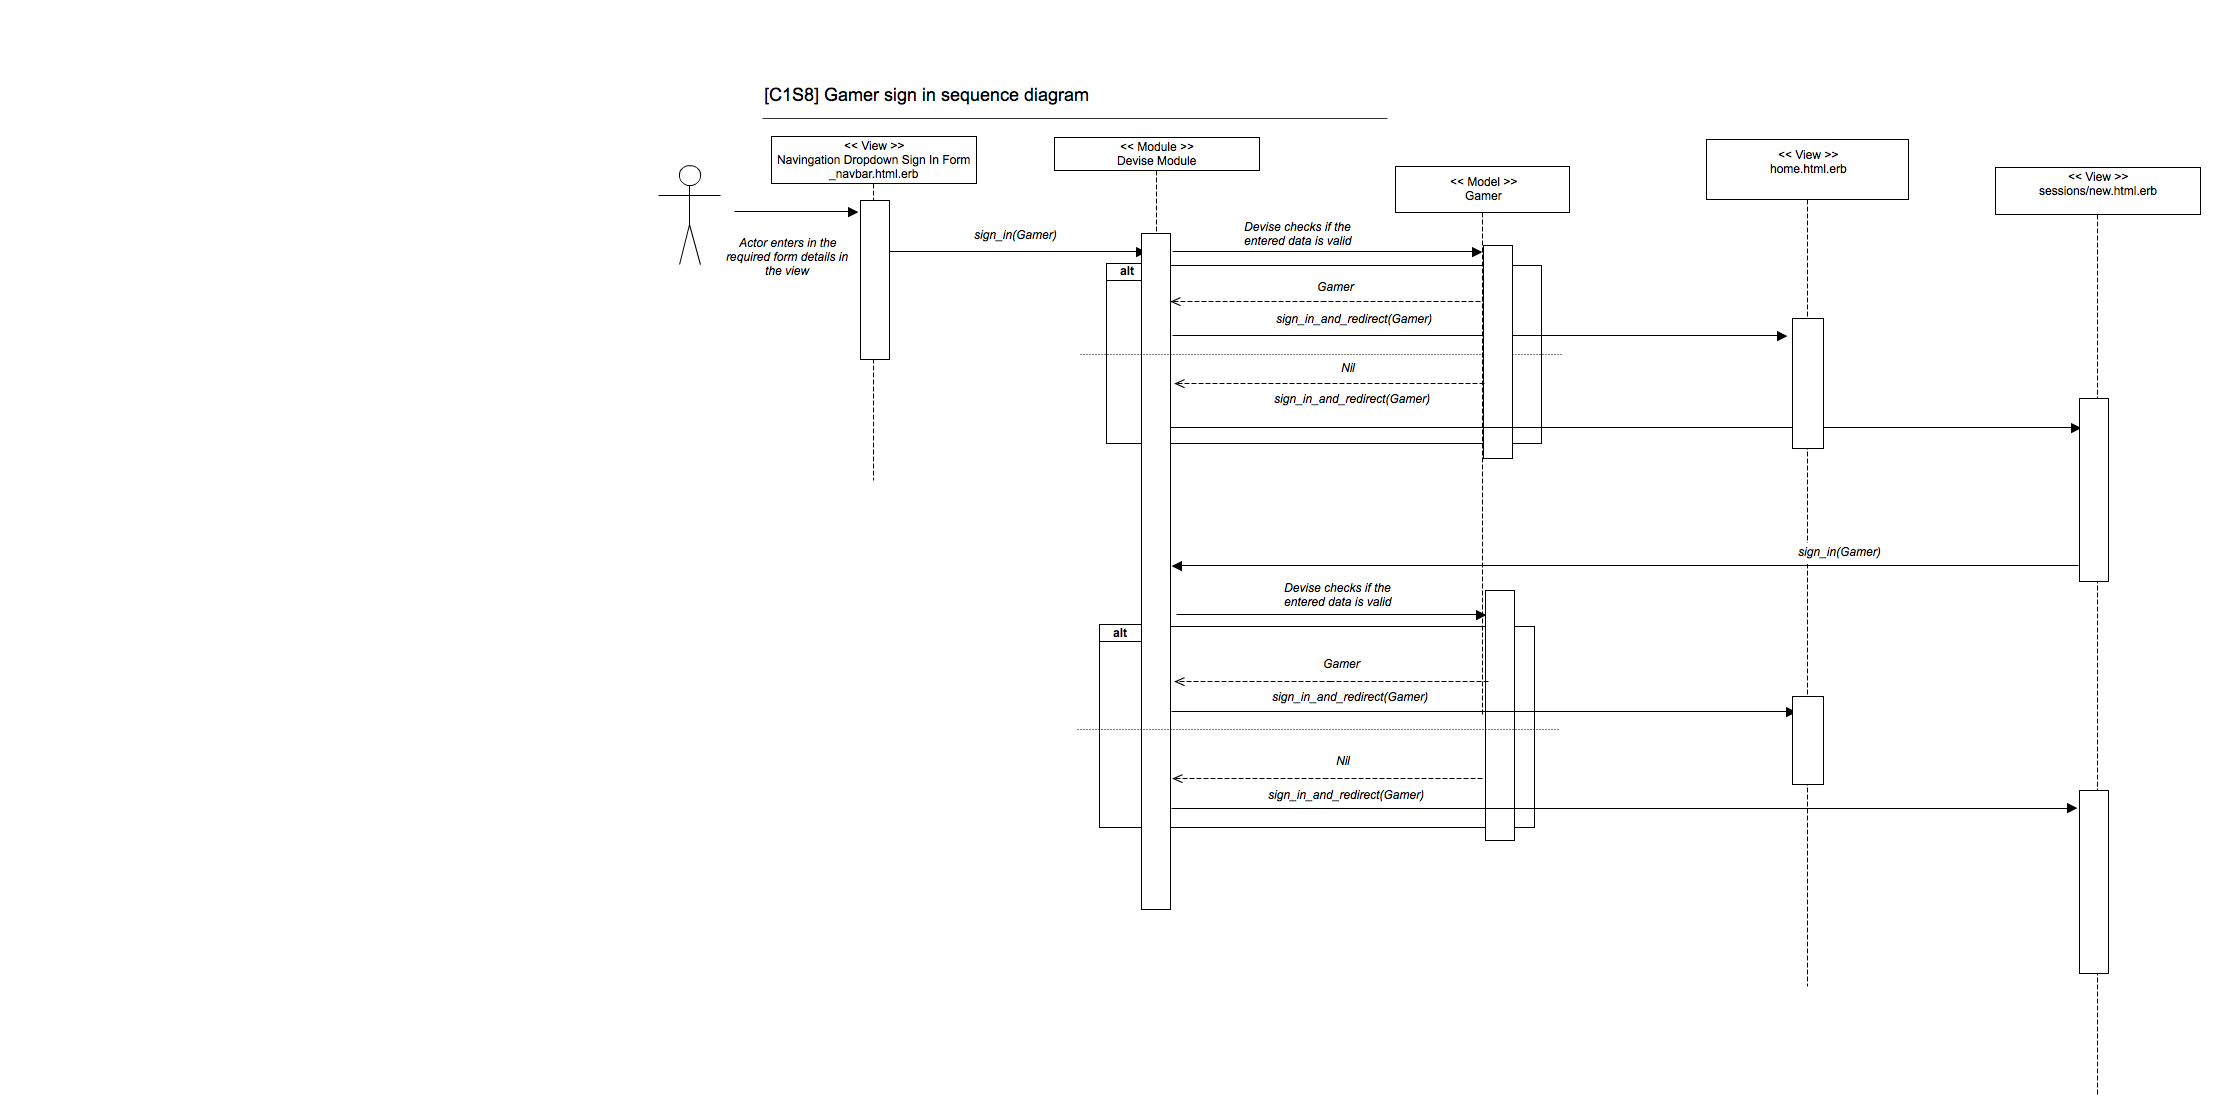 [C1S8] Gamer sign in sequence diagram
<< View >>
Navingation Dropdown Sign In Form
_navbar.html.erb
<< Module >>
Devise Module
<< Model >>
Gamer
<< View >>
home.html.erb
<< View >>
sessions/new.html.erb
Actor enters in the
required form details in
the view
sign_in(Gamer)
Devise checks if the
entered data is valid
alt
Gamer
sign_in_and_redirect(Gamer)
Nil
sign_in_and_redirect(Gamer)
sign_in(Gamer)
Devise checks if the
entered data is valid
alt
Gamer
sign_in_and_redirect(Gamer)
Nil
sign_in_and_redirect(Gamer)